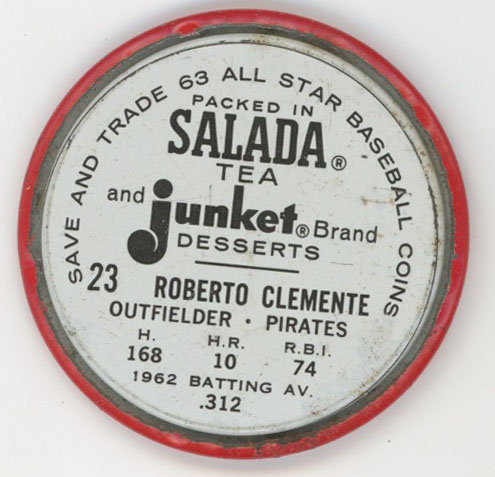 SAVE AND TRADE 63 ALL STAR BASEBALL COINS
PACKED IN
SALADA®
TEA
and junket® Brand
DESSERTS
23 ROBERTO CLEMENTE
OUTFIELDER · PIRATES
H. H.R. R.B.I.
168 10 74
1962 BATTING AV.
.312